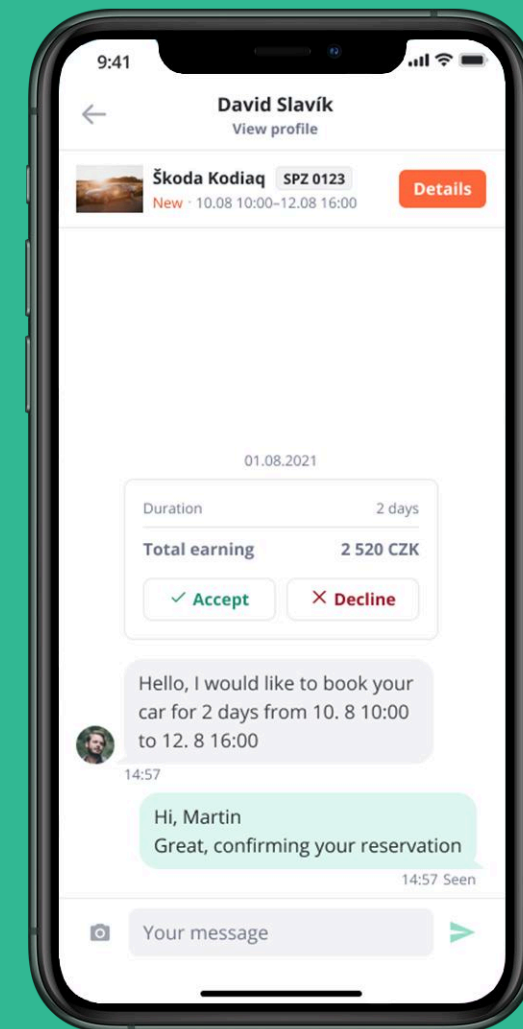 9:41
David Slavík
View profile
Škoda Kodiaq SPZ 0123
New · 10.08 10:00–12.08 16:00
Details
01.08.2021
Duration 2 days
Total earning 2 520 CZK
Accept Decline
Hello, I would like to book your
car for 2 days from 10. 8 10:00
to 12. 8 16:00
14:57
Hi, Martin
Great, confirming your reservation
14:57 Seen
Your message